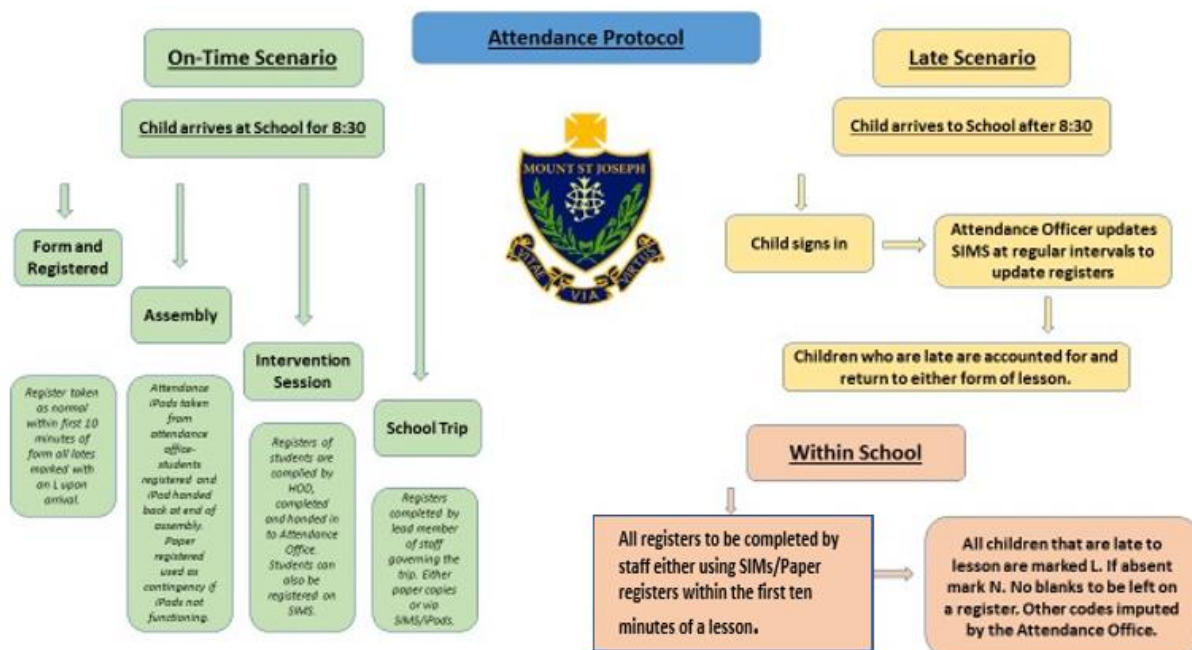 Attendance Protocol
On-Time Scenario
Child arrives at School for 8:30
Form and
Registered
Register taken
as normal
within first 10
minutes of
form all lates
marked with
an L upon
arrival.
Assembly
Attendance
iPads taken
from
attendance
office-
students
registered and
iPad handed
back at end of
assembly.
Paper
registered
used as
contingency if
iPads not
functioning.
Intervention
Session
Registers of
students are
complied by
HOD,
completed
and handed in
to Attendance
Office.
Students can
also be
registered on
SIMS.
School Trip
Registers
completed by
lead member
of staff
governing the
trip. Either
paper copies
or via
SIMS/iPads.
MOUNT ST JOSEPH
VITAE VIA VIRTUS
Late Scenario
Child arrives to School after 8:30
Child signs in
Attendance Officer updates
SIMS at regular intervals to
update registers
Children who are late are accounted for and
return to either form of lesson.
Within School
All registers to be completed by
staff either using SIMs/Paper
registers within the first ten
minutes of a lesson.
All children that are late to
lesson are marked L. If absent
mark N. No blanks to be left on
a register. Other codes imputed
by the Attendance Office.